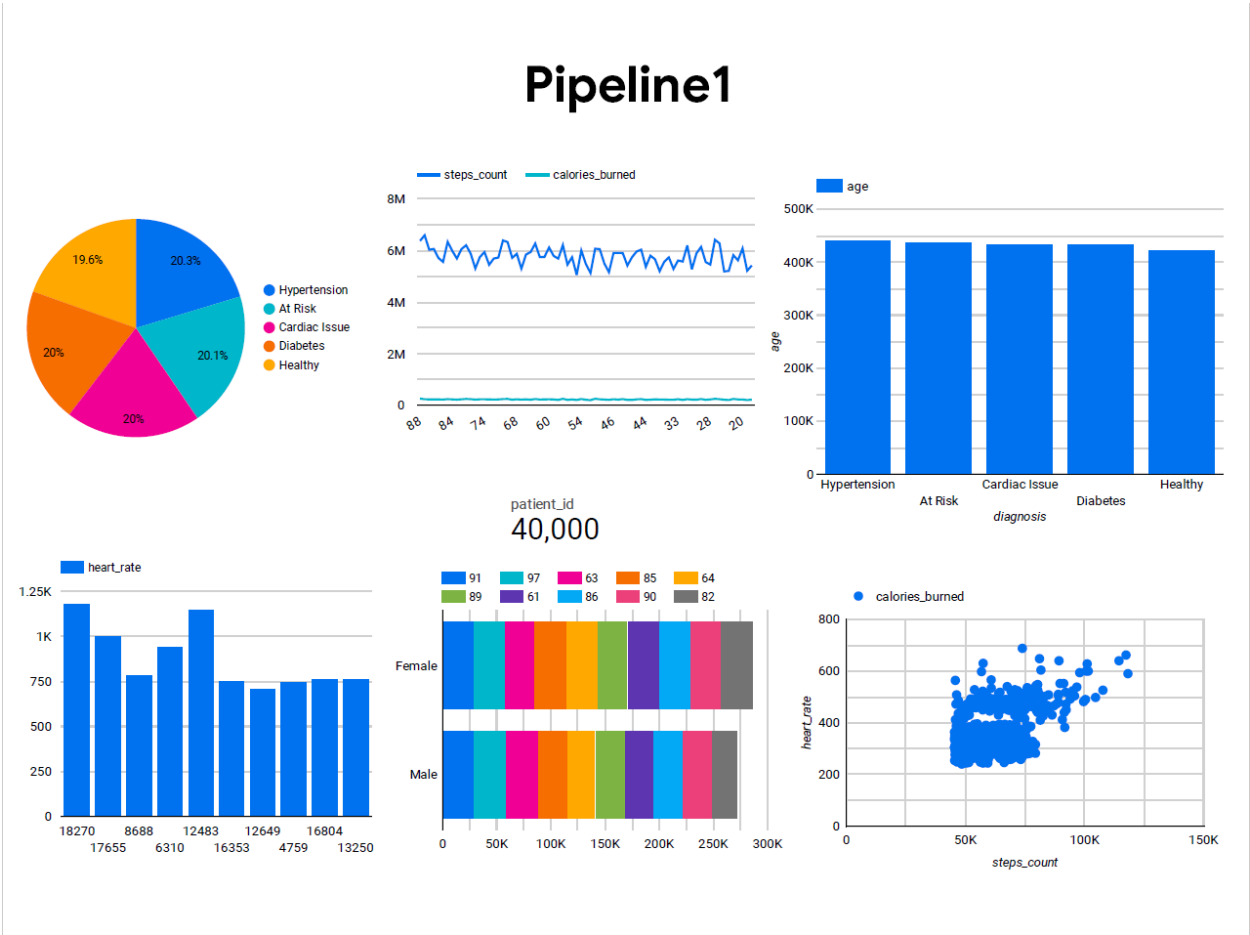 Pipeline1
steps_count calories_burned
8M
6M
4M
2M
0
88 84 74 68 60 54 46 44 33 28 20
20.3%
20.1%
20%
20%
19.6%
Hypertension
At Risk
Cardiac Issue
Diabetes
Healthy
age
500K
400K
300K
200K
100K
0
age
Hypertension At Risk Cardiac Issue Diabetes Healthy
diagnosis
patient_id
40,000
heart_rate
1.25K
1K
750
500
250
0
18270 17655 8688 6310 12483 16353 12649 4759 16804 13250
91 97 63 85 64
89 61 86 90 82
Female
Male
0 50K 100K 150K 200K 250K 300K
calories_burned
800
600
400
200
0
heart_rate
0 50K 100K 150K
steps_count